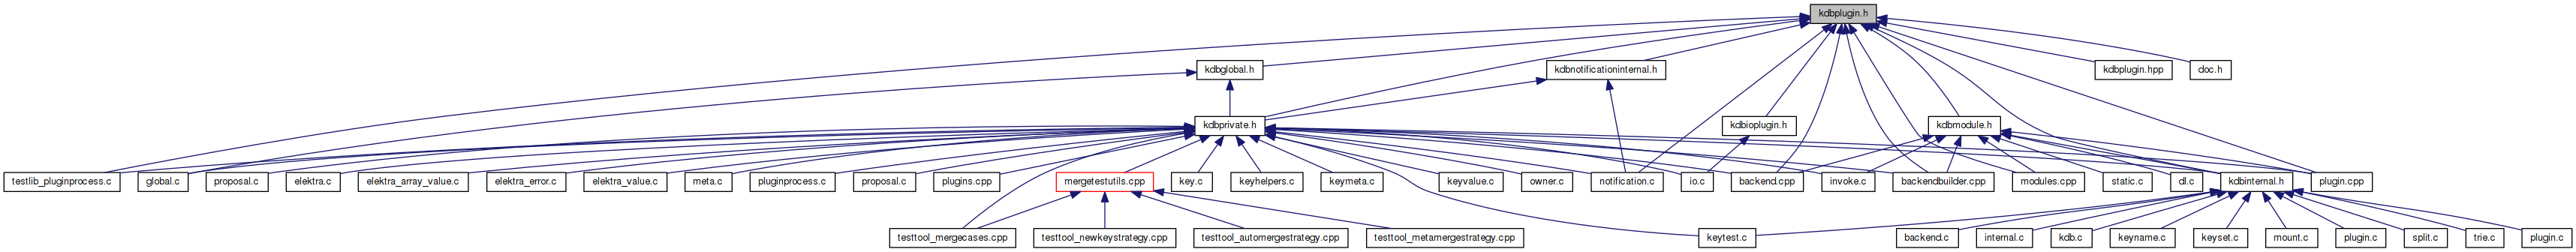 kdbplugin.h
kdbglobal.h
kdbnotificationinternal.h
kdbplugin.hpp
doc.h
kdbprivate.h
kdbioplugin.h
kdbmodule.h
testlib_pluginprocess.c
global.c
proposal.c
elektra.c
elektra_array_value.c
elektra_error.c
elektra_value.c
meta.c
pluginprocess.c
proposal.c
plugins.cpp
mergetestutils.cpp
key.c
keyhelpers.c
keymeta.c
keyvalue.c
owner.c
notification.c
io.c
backend.cpp
invoke.c
backendbuilder.cpp
modules.cpp
static.c
dl.c
kdbinternal.h
plugin.cpp
testtool_mergecases.cpp
testtool_newkeystrategy.cpp
testtool_automergestrategy.cpp
testtool_metamergestrategy.cpp
keytest.c
backend.c
internal.c
kdb.c
keyname.c
keyset.c
mount.c
plugin.c
split.c
trie.c
plugin.c